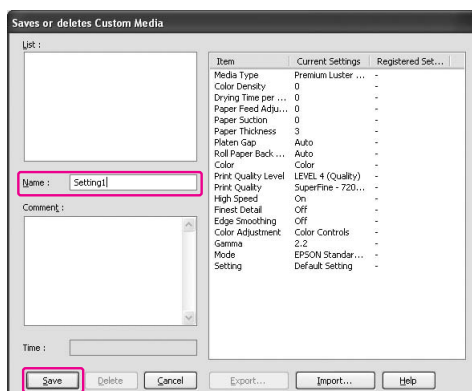 Saves or deletes Custom Media
List :
Name : Setting1
Comment :
Time :
Save Delete Cancel
Item Current Settings Registered Set...
Media Type Premium Luster ... -
Color Density 0 -
Drying Time per ... 0 -
Paper Feed Adju... 0 -
Paper Suction 0 -
Paper Thickness 3 -
Platen Gap Auto -
Roll Paper Back ... Auto -
Color Color -
Print Quality Level LEVEL 4 (Quality) -
Print Quality SuperFine - 720... -
High Speed On -
Finest Detail Off -
Edge Smoothing Off -
Color Adjustment Color Controls -
Gamma 2.2 -
Mode EPSON Standar... -
Setting Default Setting -
Export... Import... Help